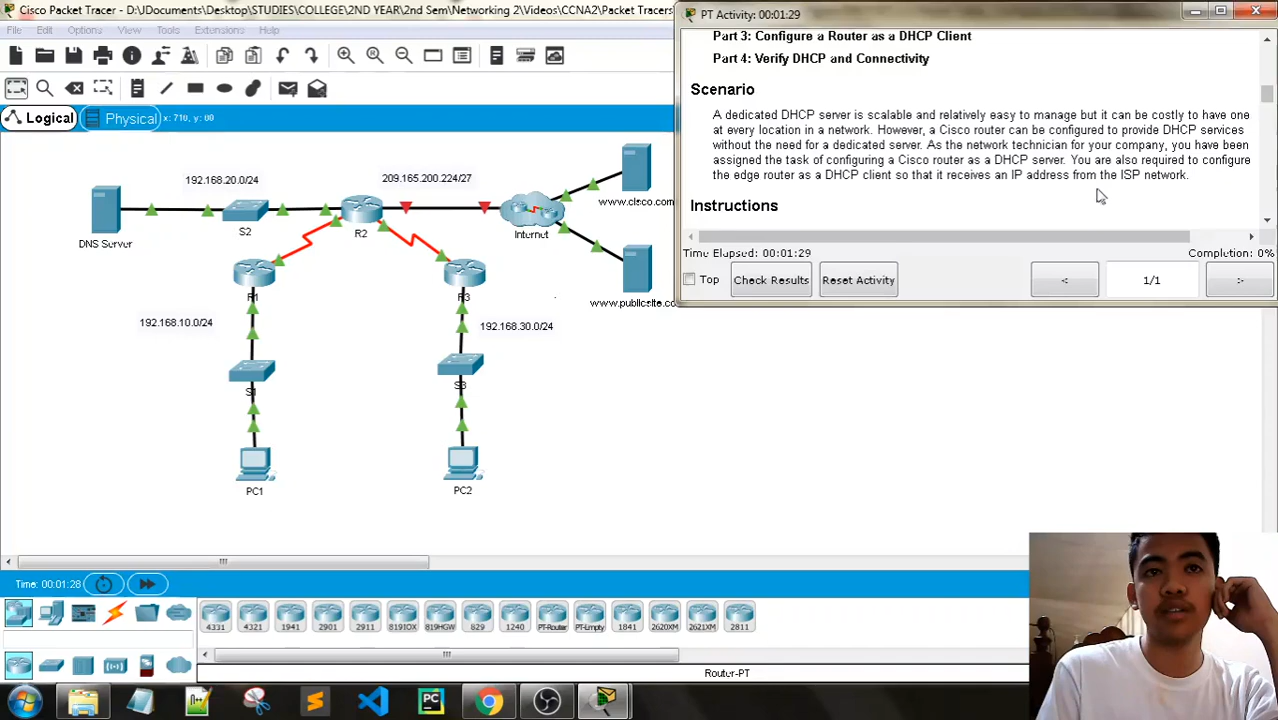 Cisco Packet Tracer - D:\Documents\Desktop\STUDIES\COLLEGE\2ND YEAR\2nd Sem\Networking 2\Videos\CCNA2\Packet Tracers\
File Edit Options View Tools Extensions Help
Logical Physical x: 710, y: 80
192.168.20.0/24
209.165.200.224/27
DNS Server
S2
R2
Internet
www.cisco.com
www.publicsite.co
R1
R3
192.168.10.0/24
192.168.30.0/24
S1
S3
PC1
PC2
PT Activity: 00:01:29
Part 3: Configure a Router as a DHCP Client
Part 4: Verify DHCP and Connectivity
Scenario
A dedicated DHCP server is scalable and relatively easy to manage but it can be costly to have one
at every location in a network. However, a Cisco router can be configured to provide DHCP services
without the need for a dedicated server. As the network technician for your company, you have been
assigned the task of configuring a Cisco router as a DHCP server. You are also required to configure
the edge router as a DHCP client so that it receives an IP address from the ISP network.
Instructions
Time Elapsed: 00:01:29 Completion: 0%
Top Check Results Reset Activity < 1/1 >
Time: 00:01:28
4331 4321 1941 2901 2911 819IOX 819HGW 829 1240 PT-Router PT-Empty 1841 2620XM 2621XM 2811
Router-PT
PC